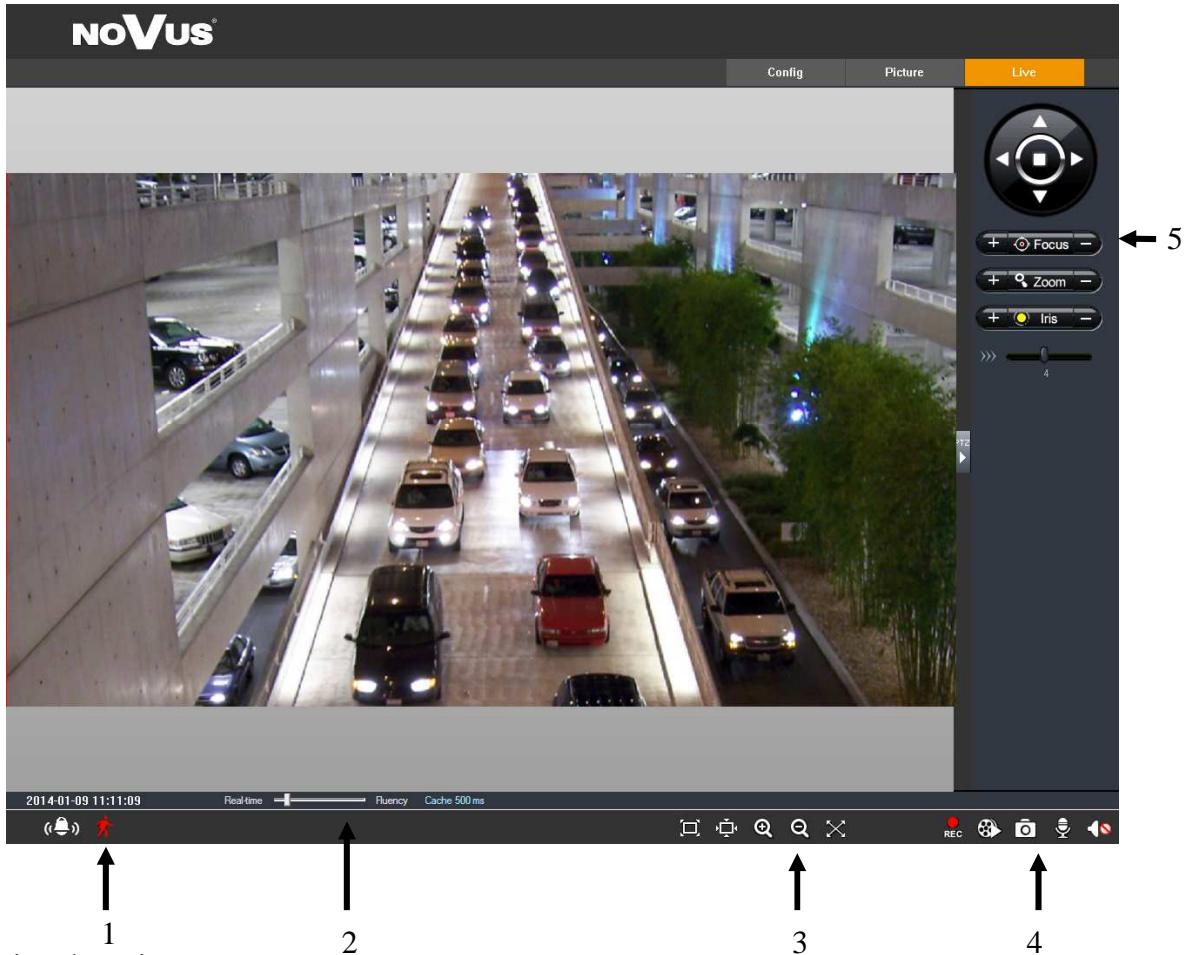 NOVUS®
Config Picture Live
+ Focus − 5
+ Zoom −
+ Iris −
4
PTZ
2014-01-09 11:11:09 Real-time Fluency Cache 500 ms
REC
1 2 3 4